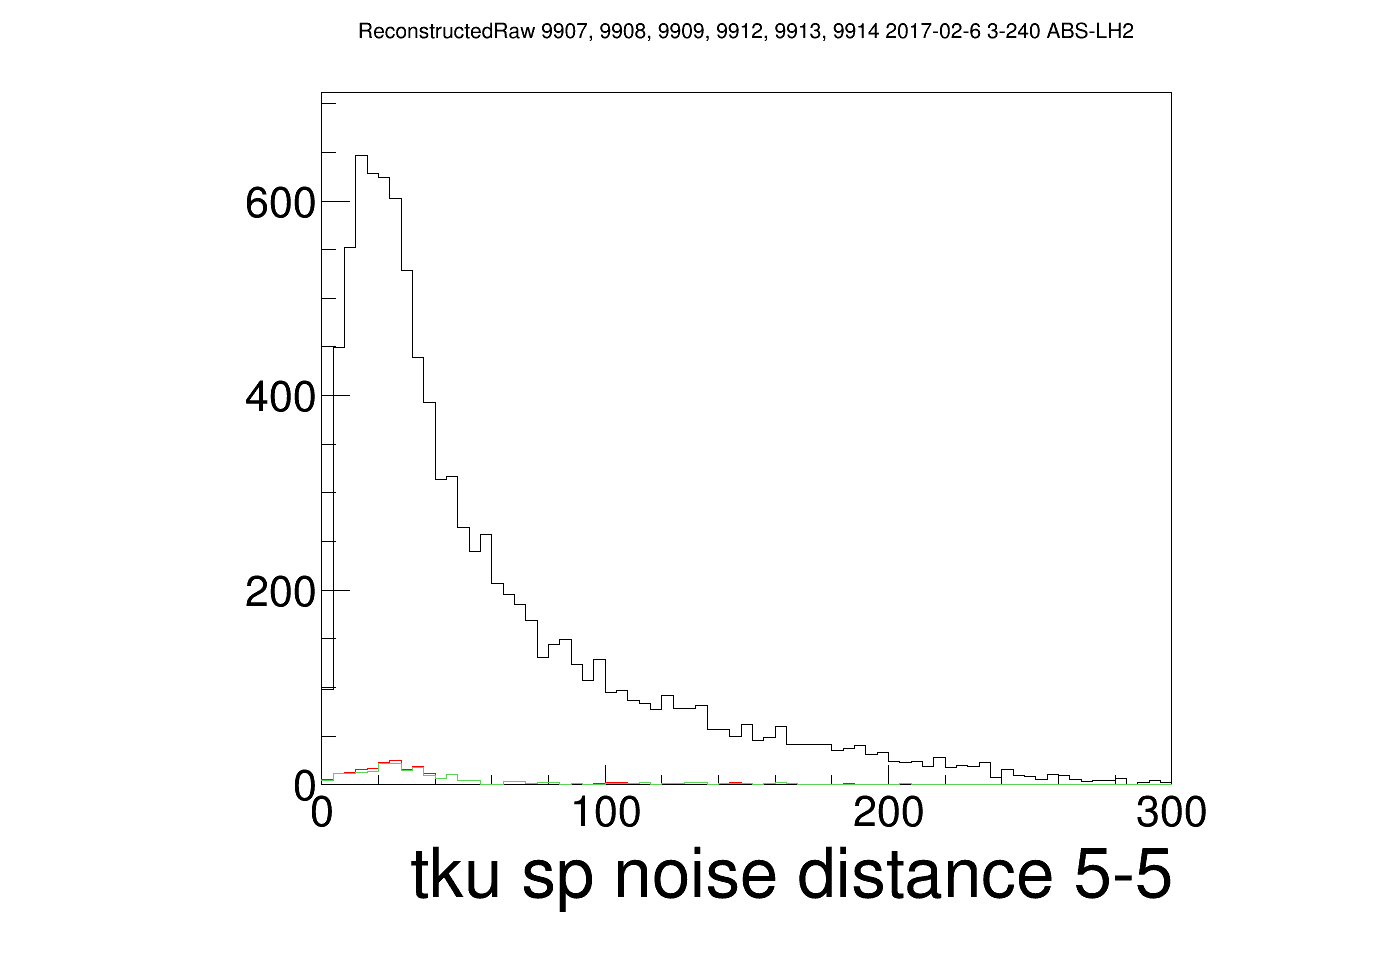 ReconstructedRaw 9907, 9908, 9909, 9912, 9913, 9914 2017-02-6 3-240 ABS-LH2
600
400
200
0
0 100 200 300
tku sp noise distance 5-5